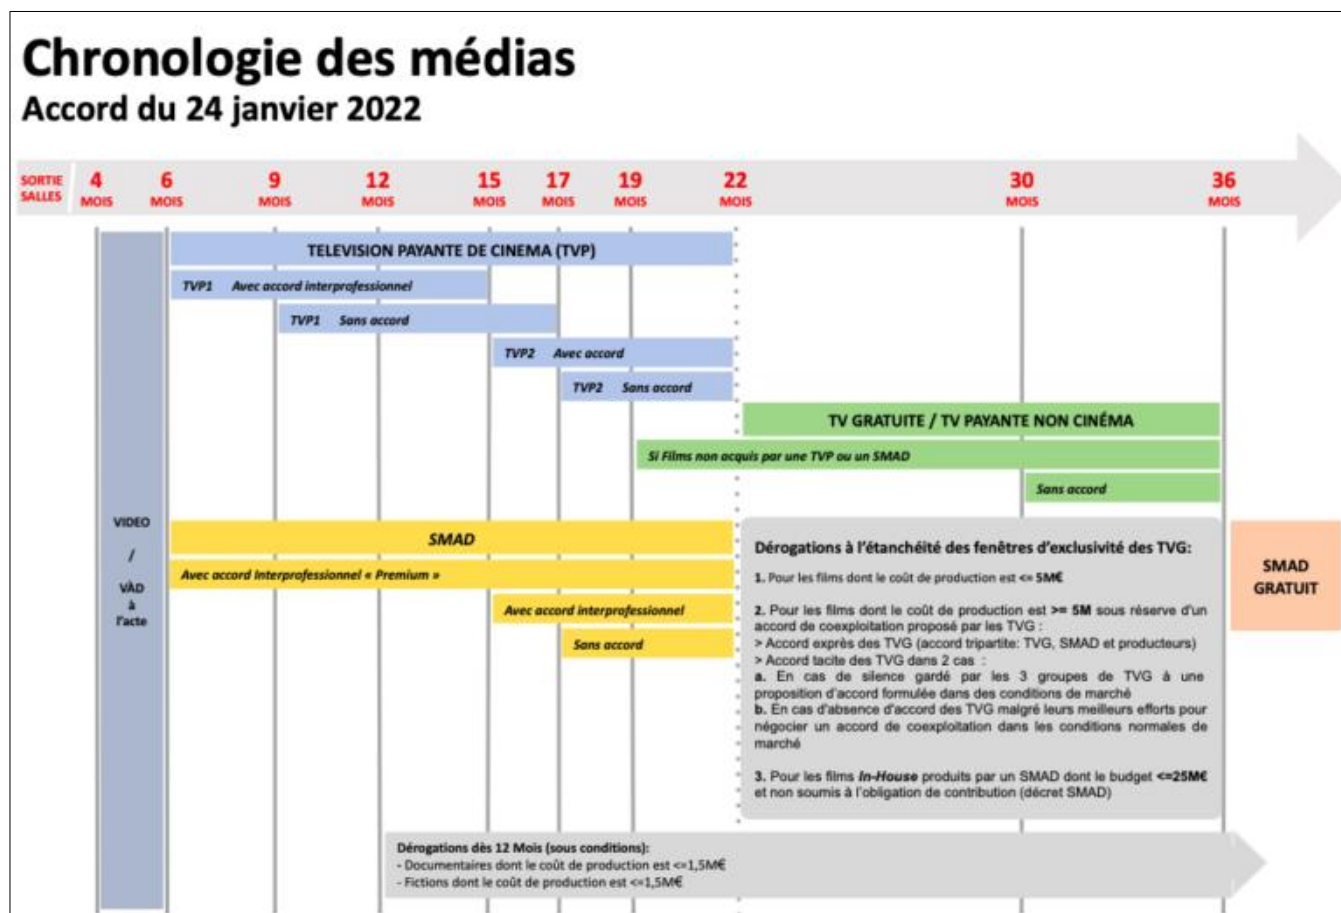 Chronologie des médias
Accord du 24 janvier 2022
SORTIE SALLES
4 MOIS
6 MOIS
9 MOIS
12 MOIS
15 MOIS
17 MOIS
19 MOIS
22 MOIS
30 MOIS
36 MOIS
TELEVISION PAYANTE DE CINEMA (TVP)
TVP1 Avec accord interprofessionnel
TVP1 Sans accord
TVP2 Avec accord
TVP2 Sans accord
TV GRATUITE / TV PAYANTE NON CINÉMA
Si Films non acquis par une TVP ou un SMAD
Sans accord
VIDEO
/
VÀD
à
l'acte
SMAD
Avec accord Interprofessionnel « Premium »
Avec accord interprofessionnel
Sans accord
Dérogations à l'étanchéité des fenêtres d'exclusivité des TVG:
1. Pour les films dont le coût de production est <= 5M€
2. Pour les films dont le coût de production est >= 5M sous réserve d'un
accord de coexploitation proposé par les TVG :
> Accord exprès des TVG (accord tripartite: TVG, SMAD et producteurs)
> Accord tacite des TVG dans 2 cas :
a. En cas de silence gardé par les 3 groupes de TVG à une
proposition d'accord formulée dans des conditions de marché
b. En cas d'absence d'accord des TVG malgré leurs meilleurs efforts pour
négocier un accord de coexploitation dans les conditions normales de
marché
3. Pour les films In-House produits par un SMAD dont le budget <=25M€
et non soumis à l'obligation de contribution (décret SMAD)
SMAD
GRATUIT
Dérogations dès 12 Mois (sous conditions):
- Documentaires dont le coût de production est <=1,5M€
- Fictions dont le coût de production est <=1,5M€